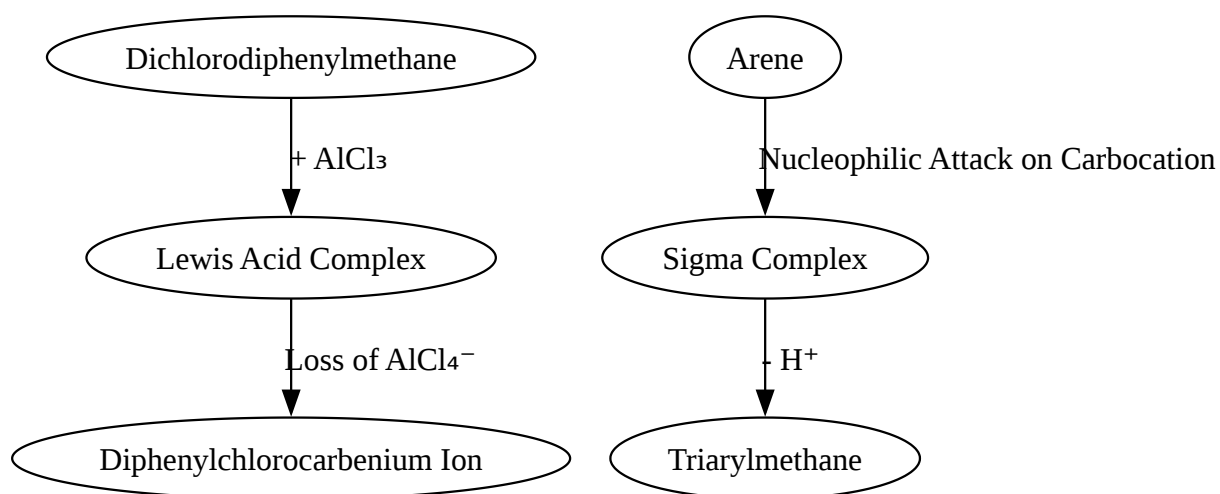 Dichlorodiphenylmethane
Arene
+ AlCl₃
Nucleophilic Attack on Carbocation
Lewis Acid Complex
Sigma Complex
Loss of AlCl₄⁻
- H⁺
Diphenylchlorocarbenium Ion
Triarylmethane